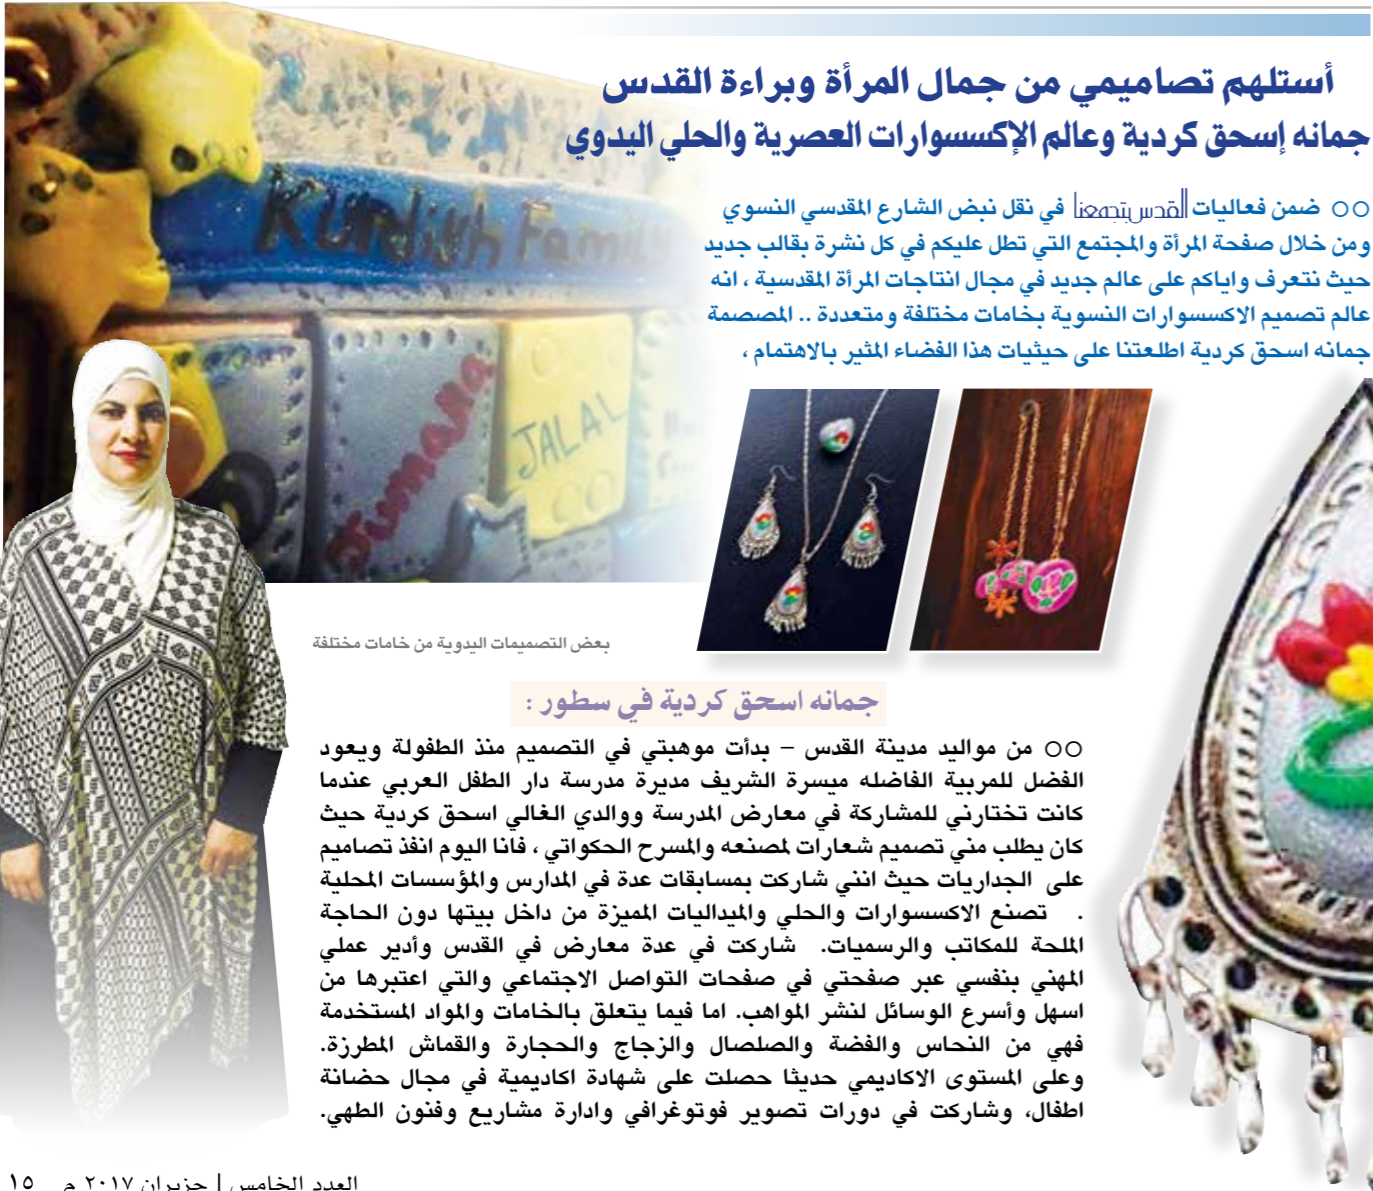 أستلهم تصاميمي من جمال المرأة وبراءة القدس
جمانه إسحق كردية وعالم الإكسسوارات العصرية والحلي اليدوي
○○ ضمن فعاليات القدس بتجمعنا في نقل نبض الشارع المقدسي النسوي
ومن خلال صفحة المرأة والمجتمع التي تطل عليكم في كل نشرة بقالب جديد
حيث نتعرف واياكم على عالم جديد في مجال انتاجات المرأة المقدسية ، انه
عالم تصميم الاكسسوارات النسوية بخامات مختلفة ومتعددة .. المصصمة
جمانه اسحق كردية اطلعتنا على حيثيات هذا الفضاء المثير بالاهتمام ،
Kurdiyh Family
Jumana
JALAL
بعض التصميمات اليدوية من خامات مختلفة
جمانه اسحق كردية في سطور :
○○ من مواليد مدينة القدس – بدأت موهبتي في التصميم منذ الطفولة ويعود
الفضل للمربية الفاضله ميسرة الشريف مديرة مدرسة دار الطفل العربي عندما
كانت تختارني للمشاركة في معارض المدرسة ووالدي الغالي اسحق كردية حيث
كان يطلب مني تصميم شعارات لمصنعه والمسرح الحكواتي ، فانا اليوم انفذ تصاميم
على الجداريات حيث انني شاركت بمسابقات عدة في المدارس والمؤسسات المحلية
. تصنع الاكسسوارات والحلي والميداليات المميزة من داخل بيتها دون الحاجة
الملحة للمكاتب والرسميات. شاركت في عدة معارض في القدس وأدير عملي
المهني بنفسي عبر صفحتي في صفحات التواصل الاجتماعي والتي اعتبرها من
اسهل وأسرع الوسائل لنشر المواهب. اما فيما يتعلق بالخامات والمواد المستخدمة
فهي من النحاس والفضة والصلصال والزجاج والحجارة والقماش المطرزة.
وعلى المستوى الاكاديمي حديثا حصلت على شهادة اكاديمية في مجال حضانة
اطفال، وشاركت في دورات تصوير فوتوغرافي وادارة مشاريع وفنون الطهي.
العدد الخامس | حزيران ٢٠١٧ م ١٥